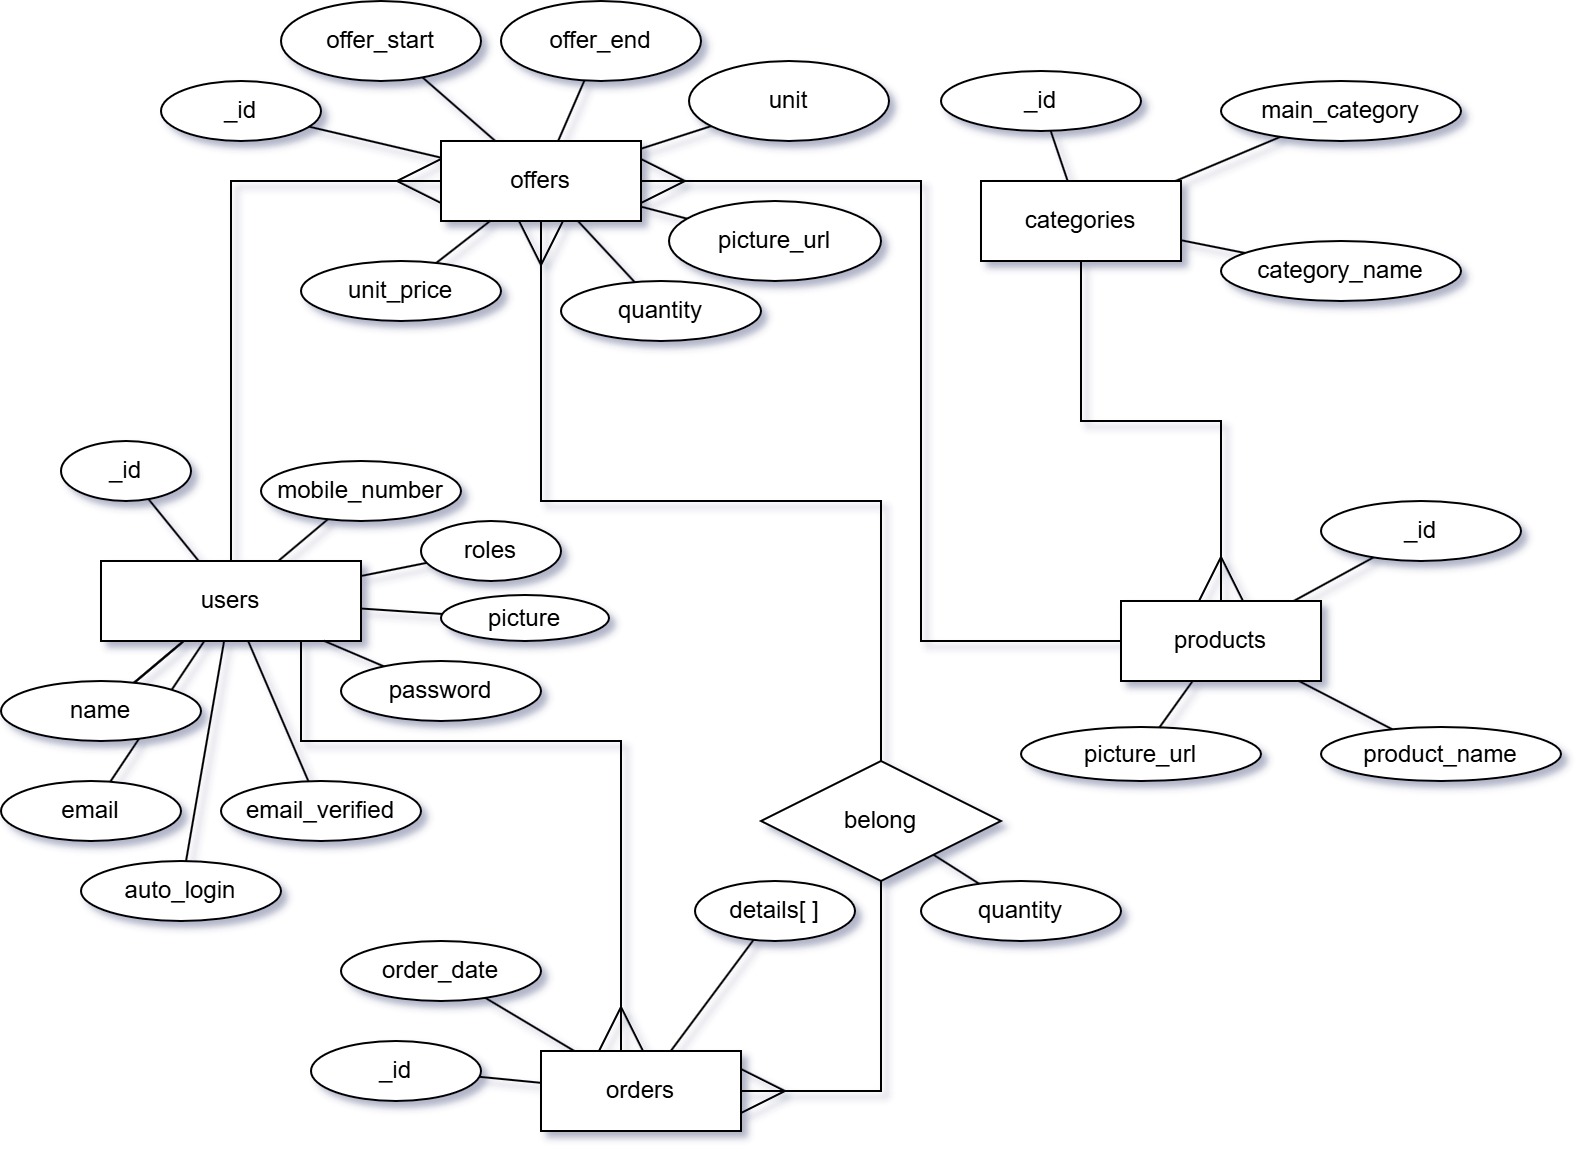 offer_start
offer_end
_id
unit
_id
main_category
offers
categories
picture_url
unit_price
quantity
category_name
_id
mobile_number
roles
_id
users
picture
products
password
name
picture_url
product_name
email
email_verified
belong
auto_login
details[ ]
quantity
order_date
_id
orders